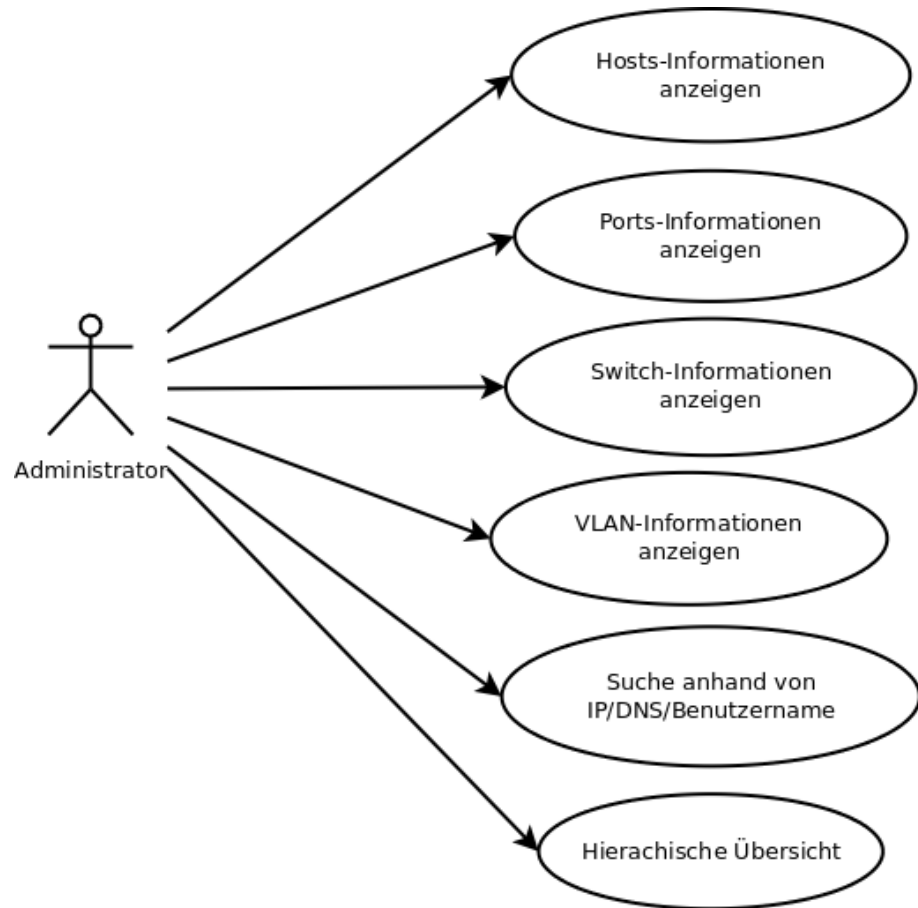 Hosts-Informationen
anzeigen
Ports-Informationen
anzeigen
Switch-Informationen
anzeigen
Administrator
VLAN-Informationen
anzeigen
Suche anhand von
IP/DNS/Benutzername
Hierachische Übersicht